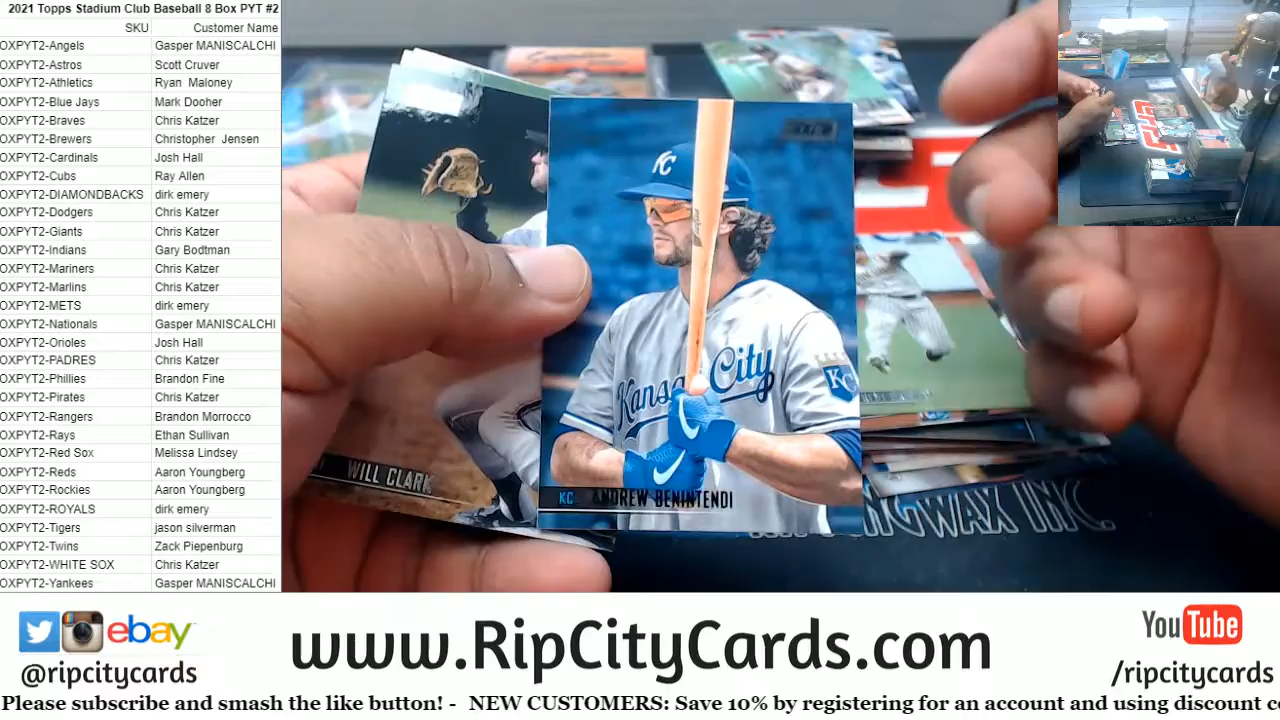 2021 Topps Stadium Club Baseball 8 Box PYT #2
SKU Customer Name
OXPYT2-Angels Gasper MANISCALCHI
OXPYT2-Astros Scott Cruver
OXPYT2-Athletics Ryan Maloney
OXPYT2-Blue Jays Mark Dooher
OXPYT2-Braves Chris Katzer
OXPYT2-Brewers Christopher Jensen
OXPYT2-Cardinals Josh Hall
OXPYT2-Cubs Ray Allen
OXPYT2-DIAMONDBACKS dirk emery
OXPYT2-Dodgers Chris Katzer
OXPYT2-Giants Chris Katzer
OXPYT2-Indians Gary Bodtman
OXPYT2-Mariners Chris Katzer
OXPYT2-Marlins Chris Katzer
OXPYT2-METS dirk emery
OXPYT2-Nationals Gasper MANISCALCHI
OXPYT2-Orioles Josh Hall
OXPYT2-PADRES Chris Katzer
OXPYT2-Phillies Brandon Fine
OXPYT2-Pirates Chris Katzer
OXPYT2-Rangers Brandon Morrocco
OXPYT2-Rays Ethan Sullivan
OXPYT2-Red Sox Melissa Lindsey
OXPYT2-Reds Aaron Youngberg
OXPYT2-Rockies Aaron Youngberg
OXPYT2-ROYALS dirk emery
OXPYT2-Tigers jason silverman
OXPYT2-Twins Zack Piepenburg
OXPYT2-WHITE SOX Chris Katzer
OXPYT2-Yankees Gasper MANISCALCHI
KC
Kansas City
KC
KC ANDREW BENINTENDI
WILL CLARK
WAX INC.
ebay
@ripcitycards
www.RipCityCards.com
YouTube
/ripcitycards
Please subscribe and smash the like button! - NEW CUSTOMERS: Save 10% by registering for an account and using discount